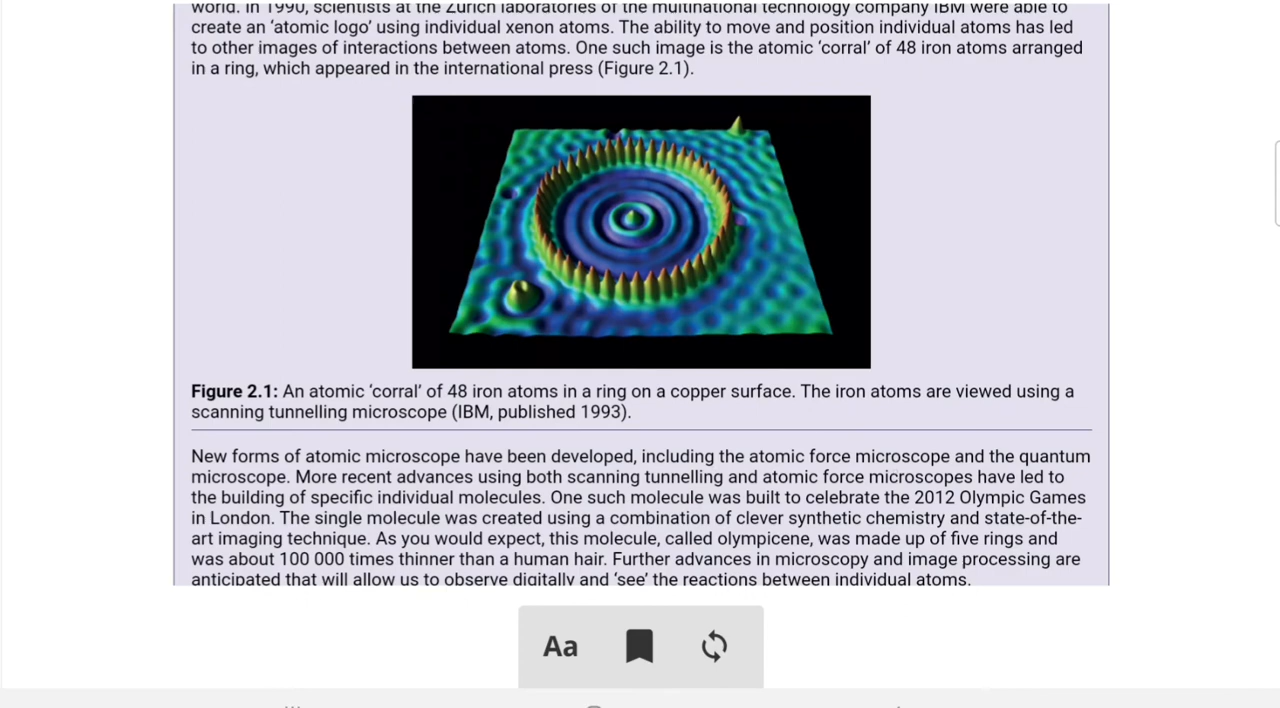 world. In 1990, scientists at the Zurich laboratories of the multinational technology company IBM were able to
create an ‘atomic logo’ using individual xenon atoms. The ability to move and position individual atoms has led
to other images of interactions between atoms. One such image is the atomic ‘corral’ of 48 iron atoms arranged
in a ring, which appeared in the international press (Figure 2.1).
Figure 2.1: An atomic ‘corral’ of 48 iron atoms in a ring on a copper surface. The iron atoms are viewed using a
scanning tunnelling microscope (IBM, published 1993).
New forms of atomic microscope have been developed, including the atomic force microscope and the quantum
microscope. More recent advances using both scanning tunnelling and atomic force microscopes have led to
the building of specific individual molecules. One such molecule was built to celebrate the 2012 Olympic Games
in London. The single molecule was created using a combination of clever synthetic chemistry and state-of-the-
art imaging technique. As you would expect, this molecule, called olympicene, was made up of five rings and
was about 100 000 times thinner than a human hair. Further advances in microscopy and image processing are
anticipated that will allow us to observe digitally and ‘see’ the reactions between individual atoms.
Aa